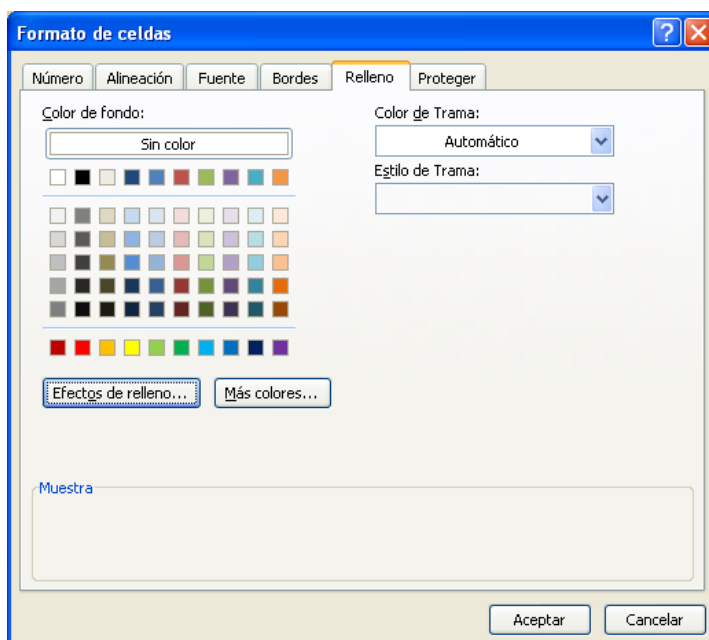 Formato de celdas
Número Alineación Fuente Bordes Relleno Proteger
Color de fondo:
Sin color
Color de Trama:
Automático
Estilo de Trama:
Efectos de relleno... Más colores...
Muestra
Aceptar Cancelar